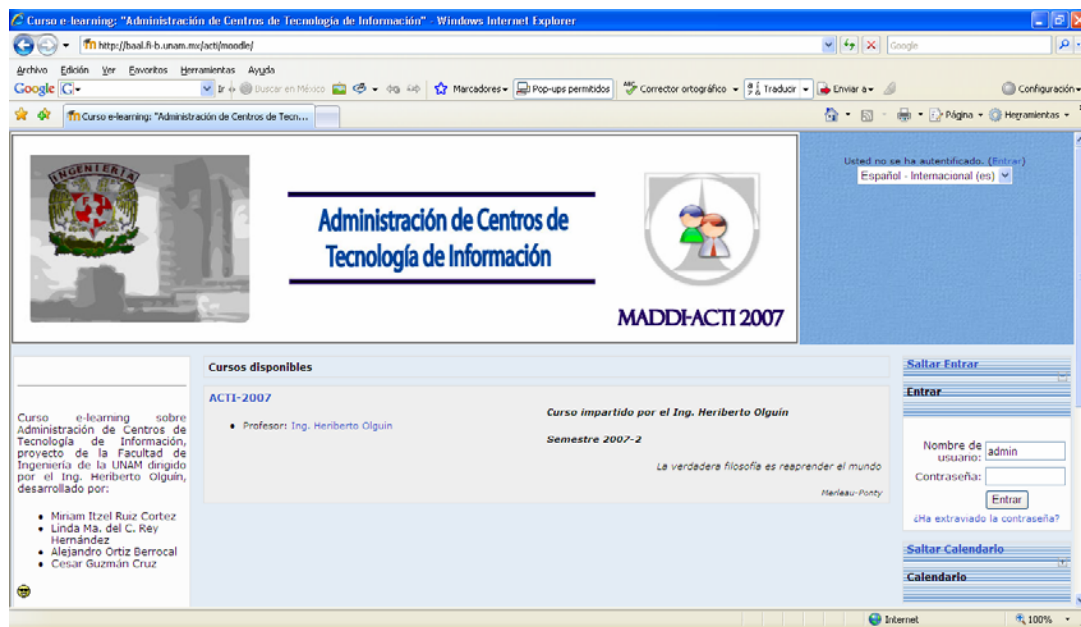 Curso e-learning: "Administración de Centros de Tecnología de Información" - Windows Internet Explorer
http://baal.fi-b.unam.mx/acti/moodle/
Google
Archivo Edición Ver Favoritos Herramientas Ayuda
Google G Ir Buscar en México Marcadores Pop-ups permitidos Corrector ortográfico Traducir Enviar a Configuración
Curso e-learning: "Administración de Centros de Tecn... Página Herramientas
INGENIERIA
Administración de Centros de
Tecnología de Información
MADDI-ACTI 2007
Usted no se ha autentificado. (Entrar)
Español - Internacional (es)
Curso e-learning sobre
Administración de Centros de
Tecnología de Información,
proyecto de la Facultad de
Ingeniería de la UNAM dirigido
por el Ing. Heriberto Olguín,
desarrollado por:
Miriam Itzel Ruiz Cortez
Linda Ma. del C. Rey
Hernández
Alejandro Ortiz Berrocal
Cesar Guzmán Cruz
Cursos disponibles
ACTI-2007
Profesor: Ing. Heriberto Olguin
Curso impartido por el Ing. Heriberto Olguín
Semestre 2007-2
La verdadera filosofía es reaprender el mundo
Merleau-Ponty
Saltar Entrar
Entrar
Nombre de
usuario: admin
Contraseña:
Entrar
¿Ha extraviado la contraseña?
Saltar Calendario
Calendario
Internet 100%